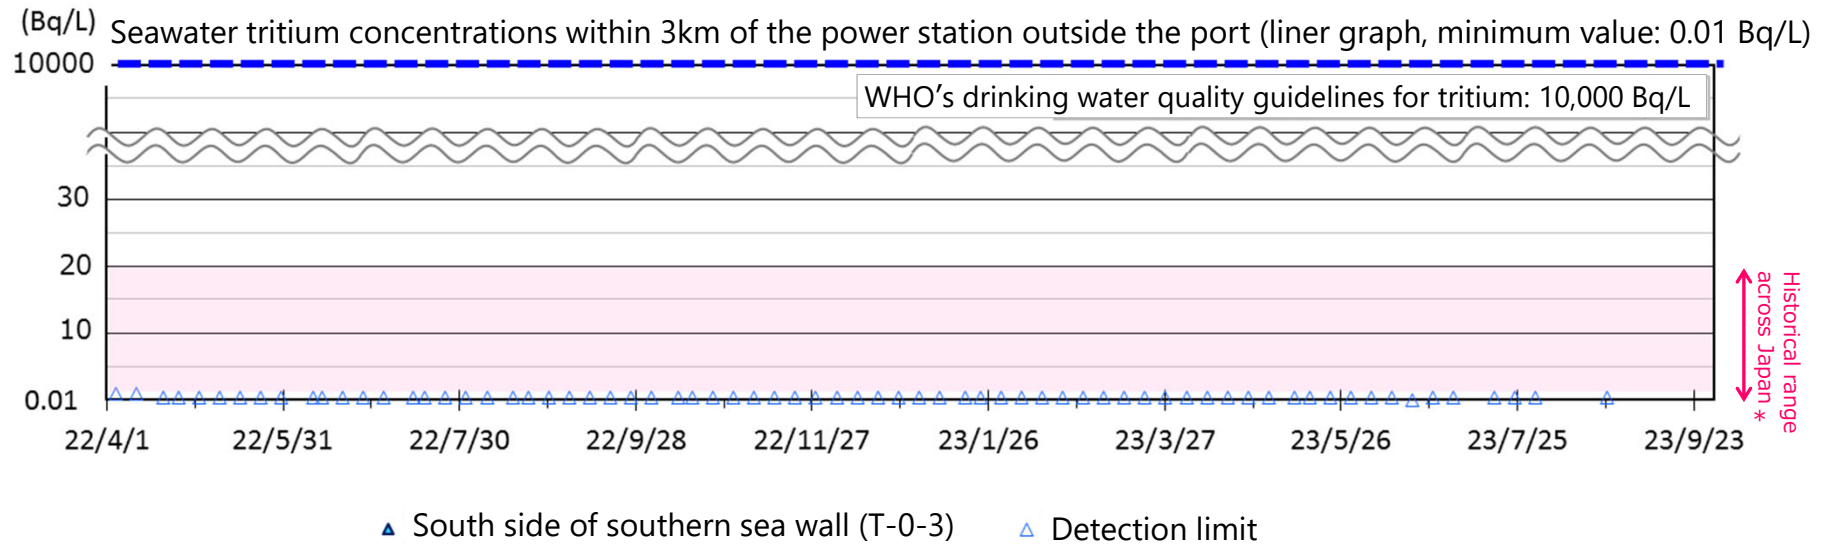 (Bq/L)
Seawater tritium concentrations within 3km of the power station outside the port (liner graph, minimum value: 0.01 Bq/L)
10000
WHO's drinking water quality guidelines for tritium: 10,000 Bq/L
30
20
10
0.01
Historical range
across Japan *
22/4/1 22/5/31 22/7/30 22/9/28 22/11/27 23/1/26 23/3/27 23/5/26 23/7/25 23/9/23
South side of southern sea wall (T-0-3) Detection limit